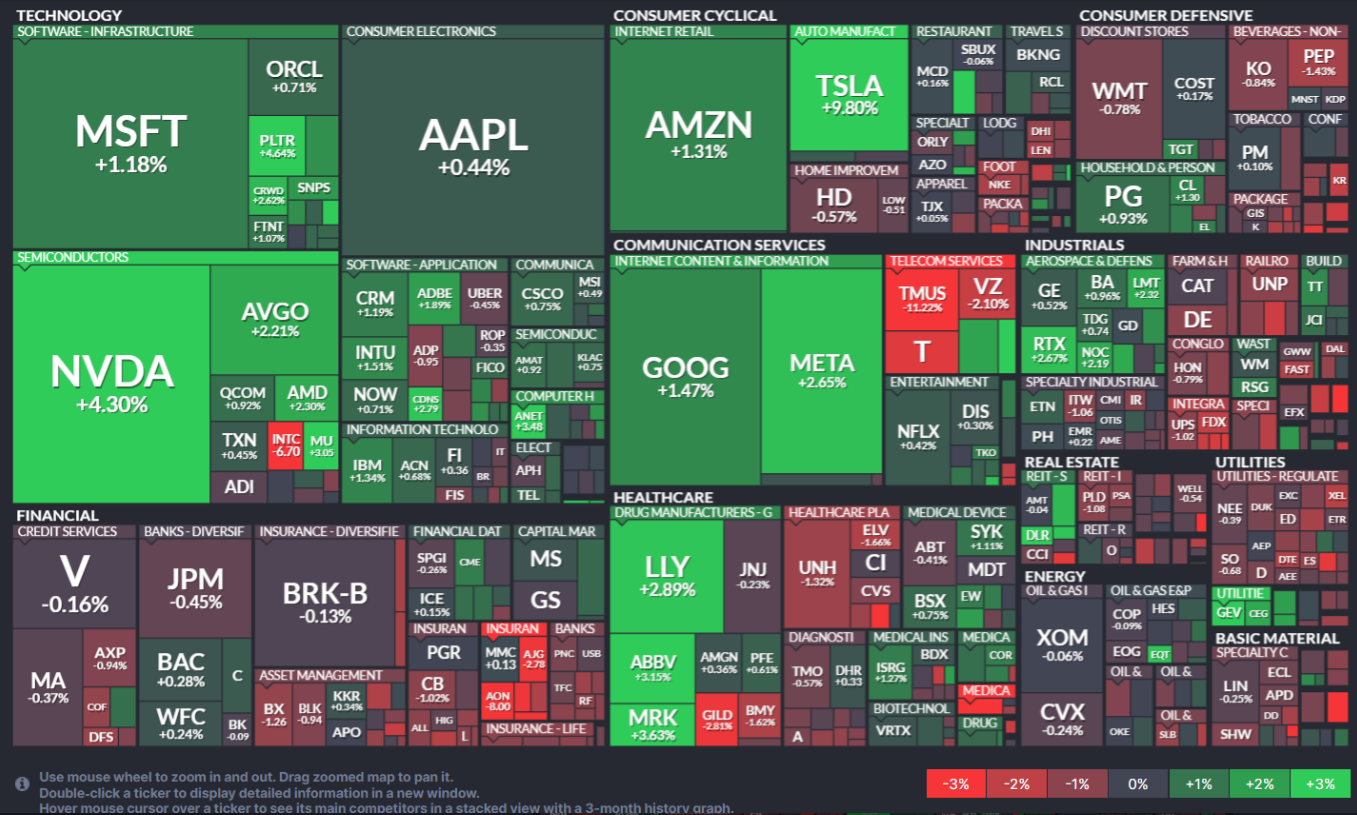 TECHNOLOGY
SOFTWARE - INFRASTRUCTURE
MSFT
+1.18%
ORCL
+0.71%
PLTR
+4.64%
CRWD
+2.62%
SNPS
FTNT
+1.07%
CONSUMER ELECTRONICS
AAPL
+0.44%
SEMICONDUCTORS
NVDA
+4.30%
AVGO
+2.21%
QCOM
+0.92%
AMD
+2.30%
TXN
+0.45%
INTC
-6.70
MU
+3.05
ADI
SOFTWARE - APPLICATION
CRM
+1.19%
ADBE
+1.89%
UBER
-0.45%
INTU
+1.51%
ADP
-0.95
ROP
-0.35
FICO
NOW
+0.71%
CDNS
+2.79
COMMUNICA
CSCO
+0.75%
MSI
+0.49
SEMICONDUC
AMAT
+0.92
KLAC
+0.75
COMPUTER H
ANET
+3.48
INFORMATION TECHNOLO
IBM
+1.34%
ACN
+0.68%
FI
+0.36
IT
BR
FIS
ELECT
APH
TEL
CONSUMER CYCLICAL
INTERNET RETAIL
AMZN
+1.31%
AUTO MANUFACT
TSLA
+9.80%
HOME IMPROVEM
HD
-0.57%
LOW
-0.51
RESTAURANT
MCD
+0.16%
SBUX
-0.06%
TRAVEL S
BKNG
RCL
SPECIALT
ORLY
AZO
LODG
DHI
LEN
APPAREL
TJX
+0.05%
FOOT
NKE
PACKA
CONSUMER DEFENSIVE
DISCOUNT STORES
WMT
-0.78%
COST
+0.17%
TGT
BEVERAGES - NON-
KO
-0.84%
PEP
-1.43%
MNST
KDP
HOUSEHOLD & PERSON
PG
+0.93%
CL
+1.30
EL
TOBACCO
PM
+0.10%
CONF
KR
PACKAGE
GIS
K
COMMUNICATION SERVICES
INTERNET CONTENT & INFORMATION
GOOG
+1.47%
META
+2.65%
TELECOM SERVICES
TMUS
-11.22%
VZ
-2.10%
T
ENTERTAINMENT
NFLX
+0.42%
DIS
+0.30%
TKO
INDUSTRIALS
AEROSPACE & DEFENS
GE
+0.52%
BA
+0.96%
LMT
+2.32
TDG
+0.74
GD
RTX
+2.67%
NOC
+2.19
FARM & H
CAT
DE
RAILRO
UNP
BUILD
TT
JCI
CONGLO
HON
-0.79%
WAST
WM
RSG
GWW
FAST
DAL
SPECIALTY INDUSTRIAL
ETN
ITW
-1.06
CMI
IR
OTIS
PH
EMR
+0.22
AME
INTEGRA
UPS
-1.02
FDX
SPECI
EFX
REAL ESTATE
REIT - S
AMT
-0.04
DLR
CCI
REIT - I
PLD
-1.08
PSA
WELL
-0.54
REIT - R
O
UTILITIES
UTILITIES - REGULATE
NEE
-0.39
DUK
EXC
XEL
ED
ETR
SO
-0.68
AEP
D
DTE
ES
AEE
UTILITIE
GEV
CEG
FINANCIAL
CREDIT SERVICES
V
-0.16%
MA
-0.37%
AXP
-0.94%
COF
DFS
BANKS - DIVERSIF
JPM
-0.45%
BAC
+0.28%
C
WFC
+0.24%
BK
-0.09
INSURANCE - DIVERSIFIE
BRK-B
-0.13%
ASSET MANAGEMENT
BX
-1.26
BLK
-0.94
KKR
+0.34%
APO
FINANCIAL DAT
SPGI
-0.26%
CME
ICE
+0.15%
CAPITAL MAR
MS
GS
INSURAN
PGR
CB
-1.02%
ALL
HIG
L
INSURAN
MMC
+0.13
AJG
-2.78
AON
-8.00
BANKS
PNC
USB
TFC
RF
INSURANCE - LIFE
HEALTHCARE
DRUG MANUFACTURERS - G
LLY
+2.89%
JNJ
-0.23%
ABBV
+3.15%
AMGN
+0.36%
PFE
+0.61%
MRK
+3.63%
GILD
-2.81%
BMY
-1.62%
HEALTHCARE PLA
UNH
-1.32%
ELV
-1.66%
CI
CVS
MEDICAL DEVICE
ABT
-0.41%
SYK
+1.11%
MDT
BSX
+0.75%
EW
DIAGNOSTI
TMO
-0.57%
DHR
+0.33
A
MEDICAL INS
ISRG
+1.27%
BDX
MEDICA
COR
MEDICA
BIOTECHNOL
VRTX
DRUG
ENERGY
OIL & GAS I
XOM
-0.06%
CVX
-0.24%
OIL & GAS E&P
COP
-0.09%
HES
EOG
EQT
OIL &
OKE
OIL &
OIL &
SLB
BASIC MATERIAL
SPECIALTY C
LIN
-0.25%
ECL
APD
DD
SHW
Use mouse wheel to zoom in and out. Drag zoomed map to pan it.
Double-click a ticker to display detailed information in a new window.
Hover mouse cursor over a ticker to see its main competitors in a stacked view with a 3-month history graph.
-3%
-2%
-1%
0%
+1%
+2%
+3%